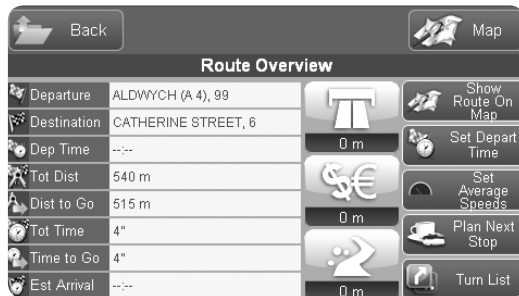 Back
Map
Route Overview
Departure ALDWYCH (A 4), 99
Destination CATHERINE STREET, 6
Dep Time --:--
Tot Dist 540 m
Dist to Go 515 m
Tot Time 4"
Time to Go 4"
Est Arrival --:--
0 m
$€
0 m
0 m
Show
Route On
Map
Set Depart
Time
Set
Average
Speeds
Plan Next
Stop
Turn List